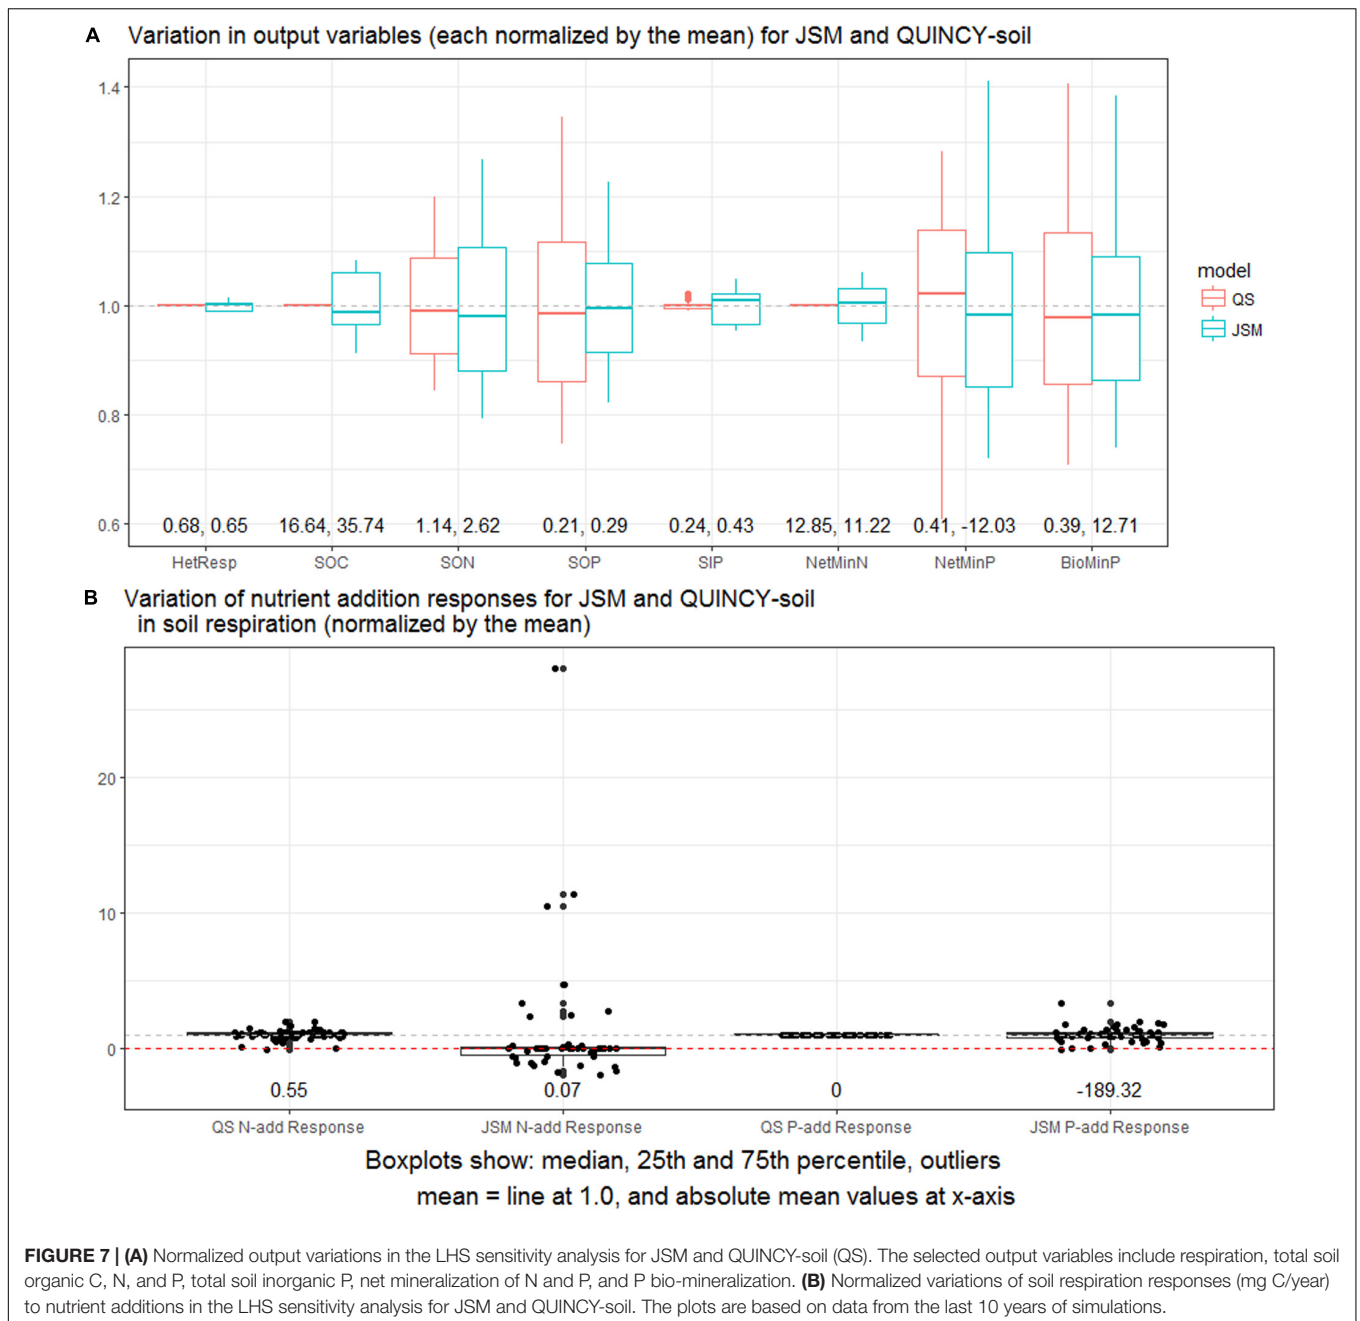 A Variation in output variables (each normalized by the mean) for JSM and QUINCY-soil
1.4
1.2
1.0
0.8
0.6
0.68, 0.65 16.64, 35.74 1.14, 2.62 0.21, 0.29 0.24, 0.43 12.85, 11.22 0.41, -12.03 0.39, 12.71
HetResp SOC SON SOP SIP NetMinN NetMinP BioMinP
model
QS
JSM
B Variation of nutrient addition responses for JSM and QUINCY-soil
in soil respiration (normalized by the mean)
20
10
0
0.55 0.07 0 -189.32
QS N-add Response JSM N-add Response QS P-add Response JSM P-add Response
Boxplots show: median, 25th and 75th percentile, outliers
mean = line at 1.0, and absolute mean values at x-axis
FIGURE 7 | (A) Normalized output variations in the LHS sensitivity analysis for JSM and QUINCY-soil (QS). The selected output variables include respiration, total soil
organic C, N, and P, total soil inorganic P, net mineralization of N and P, and P bio-mineralization. (B) Normalized variations of soil respiration responses (mg C/year)
to nutrient additions in the LHS sensitivity analysis for JSM and QUINCY-soil. The plots are based on data from the last 10 years of simulations.